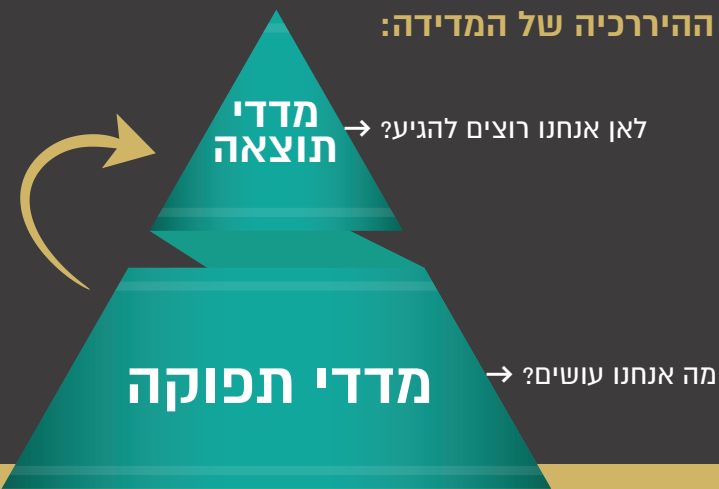 ההיררכיה של המדידה:
מדדי
תוצאה
→ לאן אנחנו רוצים להגיע?
מדדי תפוקה
→ מה אנחנו עושים?